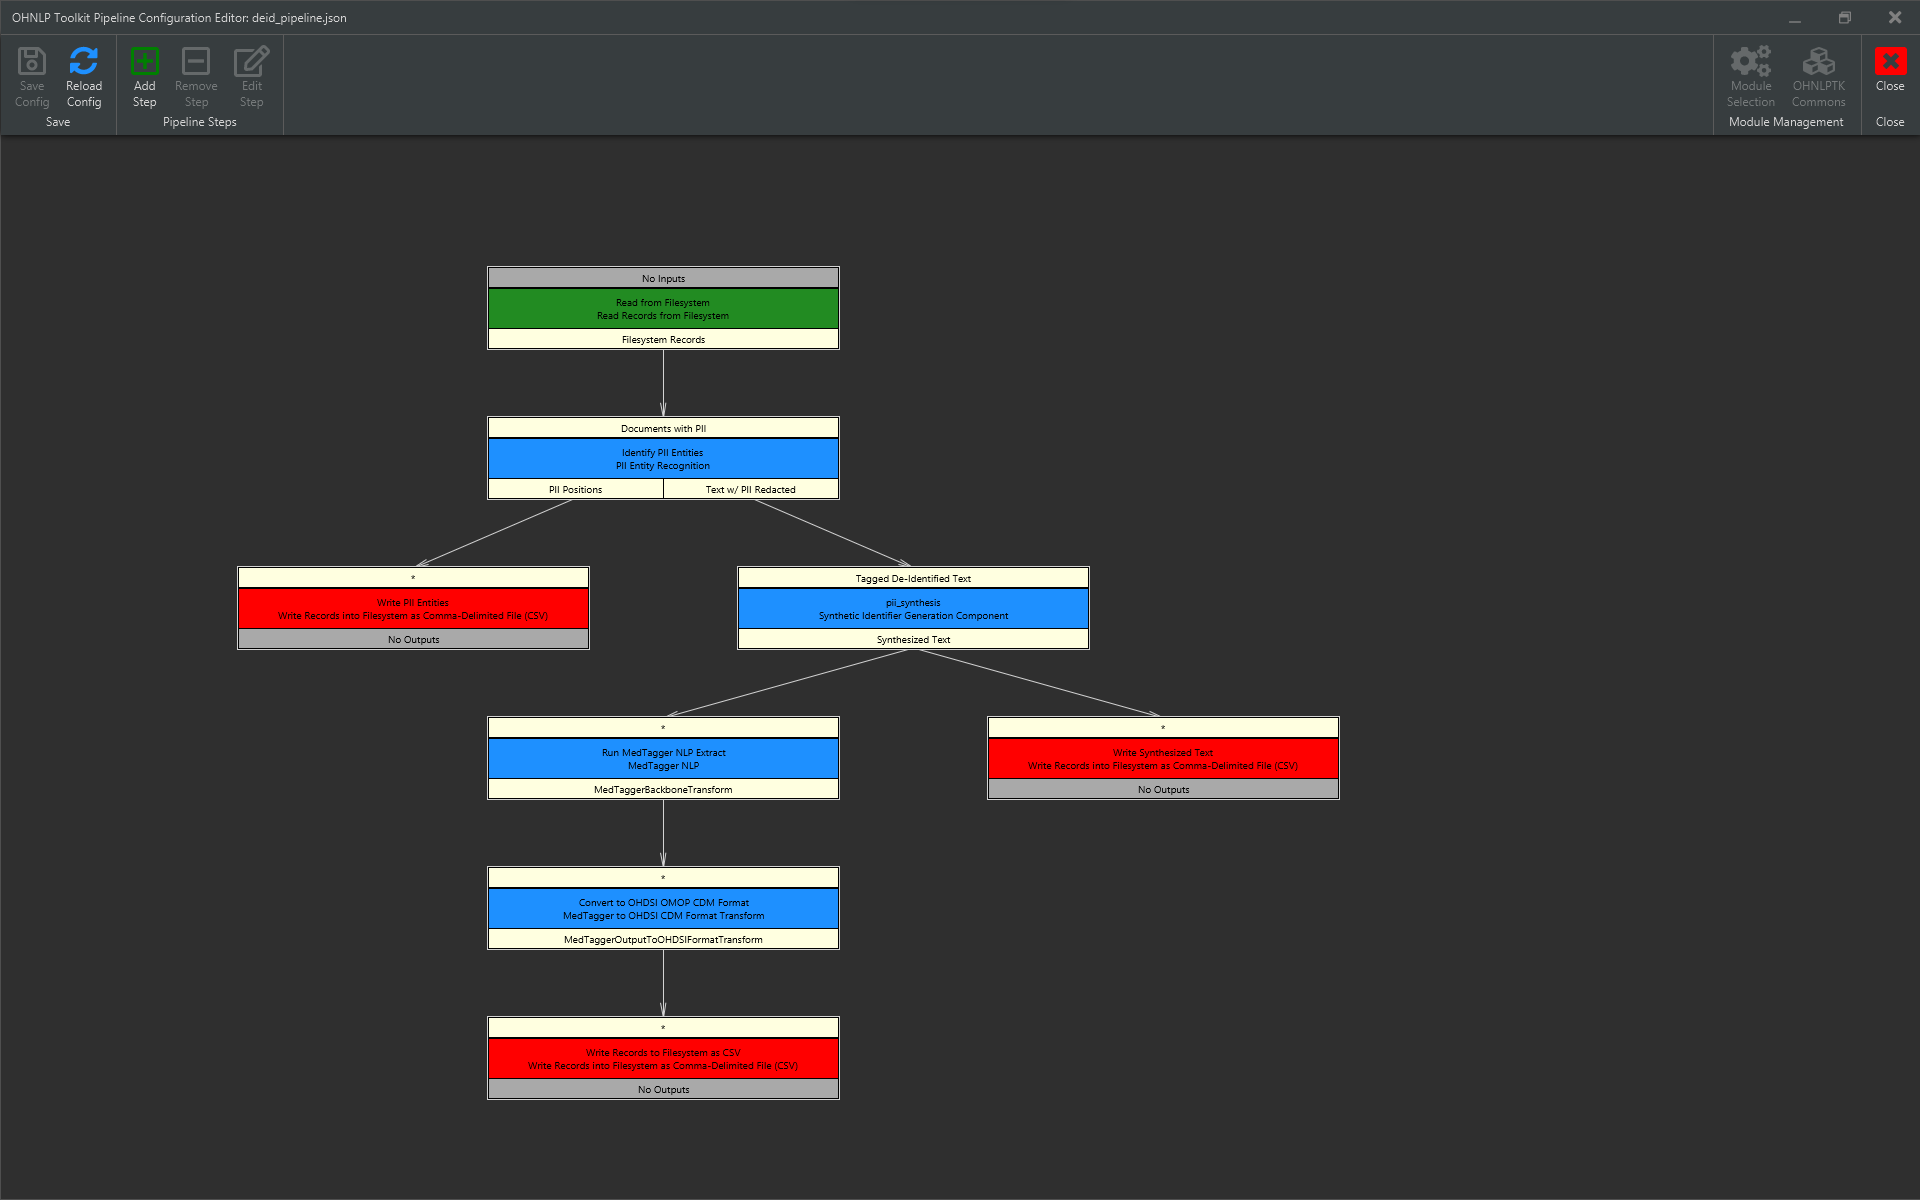 OHNLP Toolkit Pipeline Configuration Editor: deid_pipeline.json
Save
Config
Reload
Config
Save
Add
Step
Remove
Step
Edit
Step
Pipeline Steps
Module
Selection
OHNLPTK
Commons
Module Management
Close
Close
No Inputs
Read from Filesystem
Read Records from Filesystem
Filesystem Records
Documents with PII
Identify PII Entities
PII Entity Recognition
PII Positions
Text w/ PII Redacted
*
Write PII Entities
Write Records into Filesystem as Comma-Delimited File (CSV)
No Outputs
Tagged De-Identified Text
pii_synthesis
Synthetic Identifier Generation Component
Synthesized Text
*
Run MedTagger NLP Extract
MedTagger NLP
MedTaggerBackboneTransform
*
Write Synthesized Text
Write Records into Filesystem as Comma-Delimited File (CSV)
No Outputs
*
Convert to OHDSI OMOP CDM Format
MedTagger to OHDSI CDM Format Transform
MedTaggerOutputToOHDSIFormatTransform
*
Write Records to Filesystem as CSV
Write Records into Filesystem as Comma-Delimited File (CSV)
No Outputs